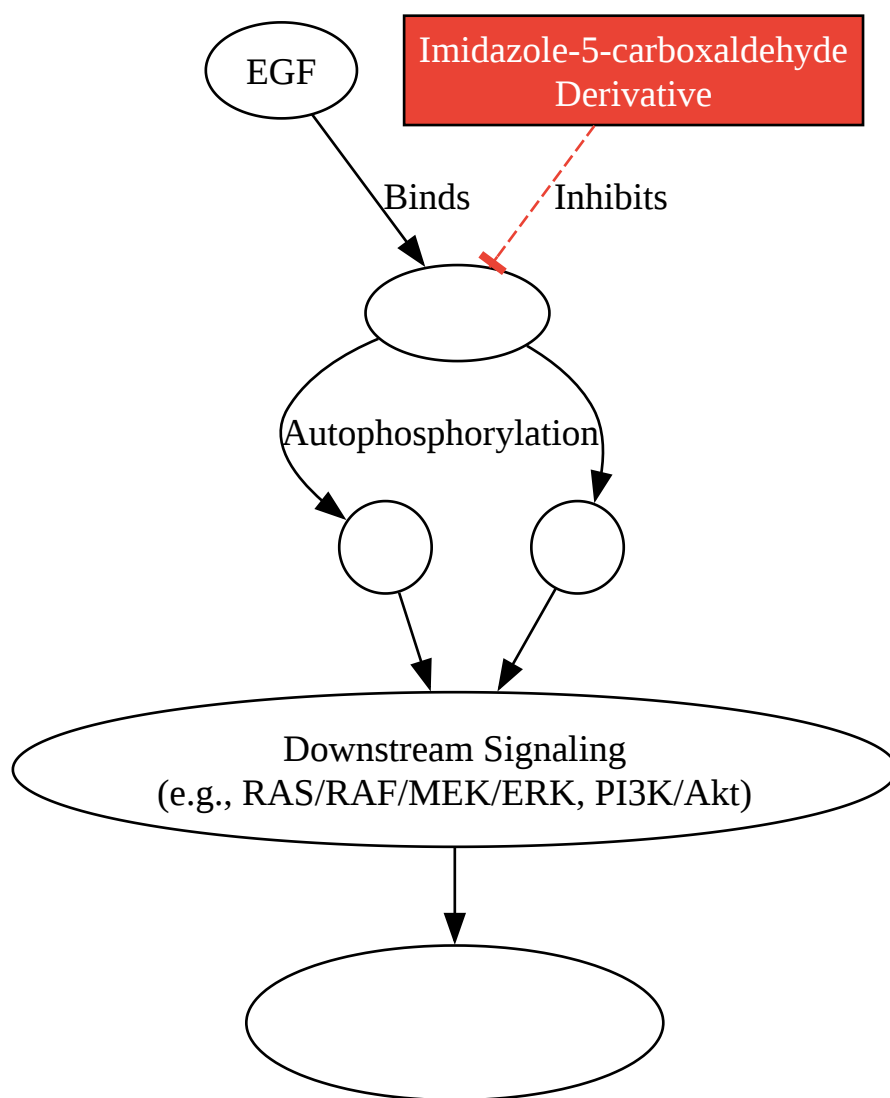 EGF
Imidazole-5-carboxaldehyde
Derivative
Binds
Inhibits
Autophosphorylation
Downstream Signaling
(e.g., RAS/RAF/MEK/ERK, PI3K/Akt)